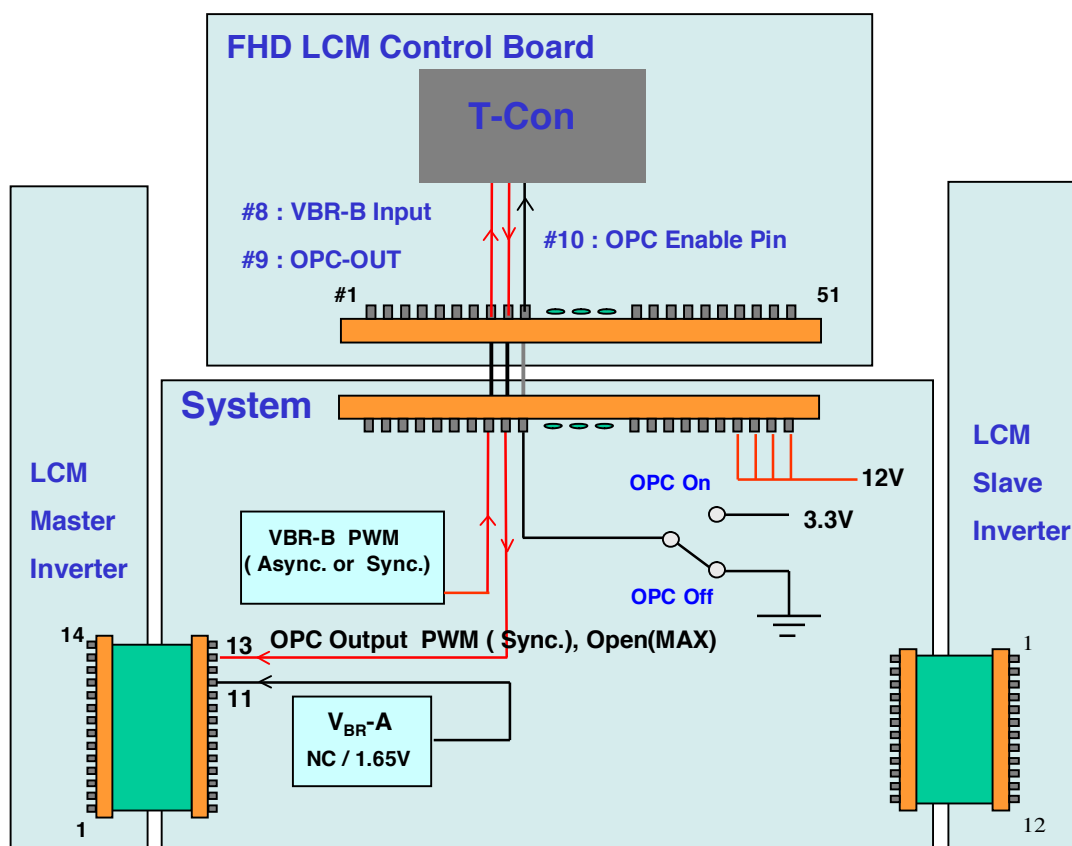 FHD LCM Control Board
T-Con
#8 : VBR-B Input
#9 : OPC-OUT
#10 : OPC Enable Pin
#1
51
System
LCM
Master
Inverter
LCM
Slave
Inverter
12V
OPC On
3.3V
VBR-B PWM
( Async. or Sync.)
OPC Off
14
13
OPC Output PWM ( Sync.), Open(MAX)
11
VBR-A
NC / 1.65V
1
1
12